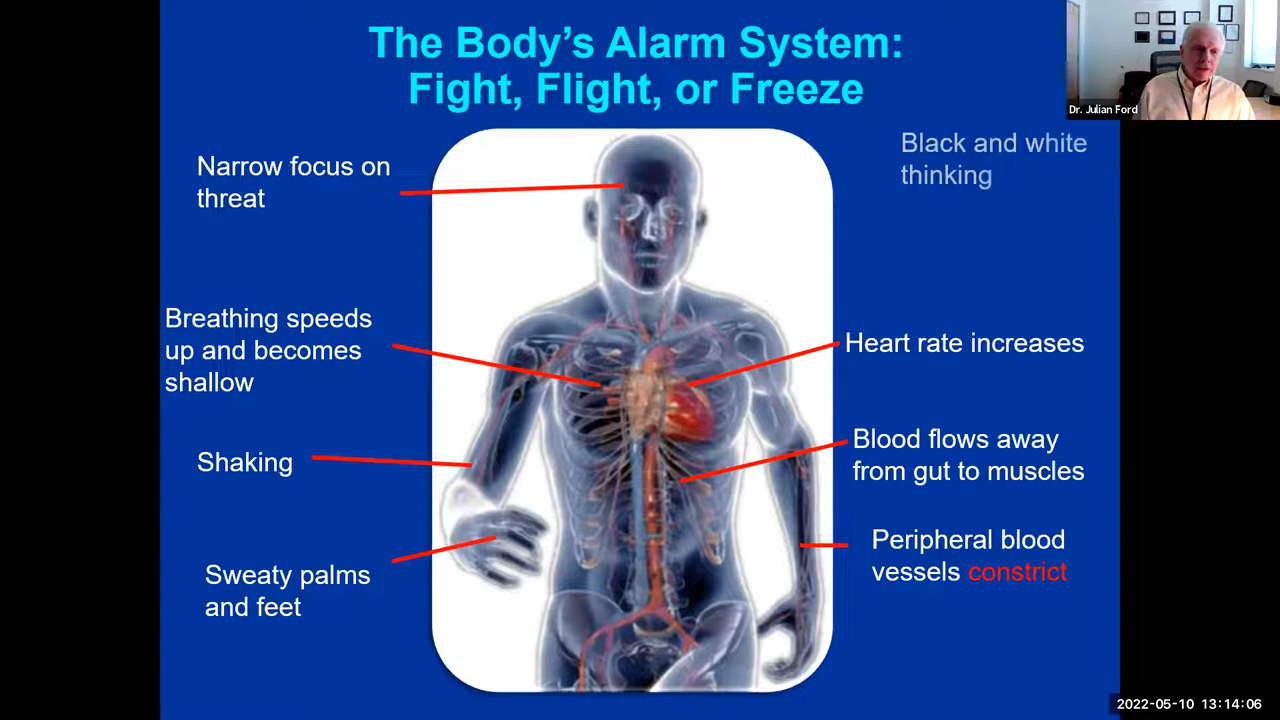 The Body's Alarm System:
Fight, Flight, or Freeze
Dr. Julian Ford
Narrow focus on
threat
Black and white
thinking
Breathing speeds
up and becomes
shallow
Heart rate increases
Shaking
Blood flows away
from gut to muscles
Sweaty palms
and feet
Peripheral blood
vessels constrict
2022-05-10 13:14:06